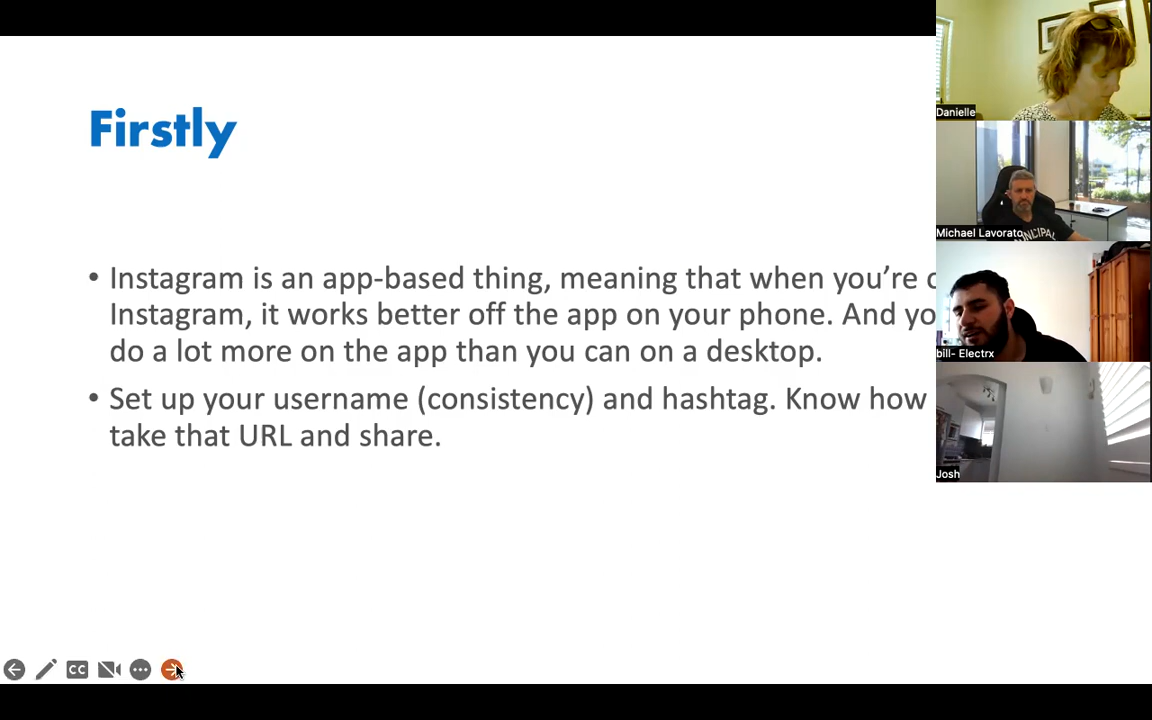 Firstly
• Instagram is an app-based thing, meaning that when you’re
Instagram, it works better off the app on your phone. And
do a lot more on the app than you can on a desktop.
• Set up your username (consistency) and hashtag. Know how
take that URL and share.
Danielle
Michael Lavorato
bill- Electrx
Josh
CC